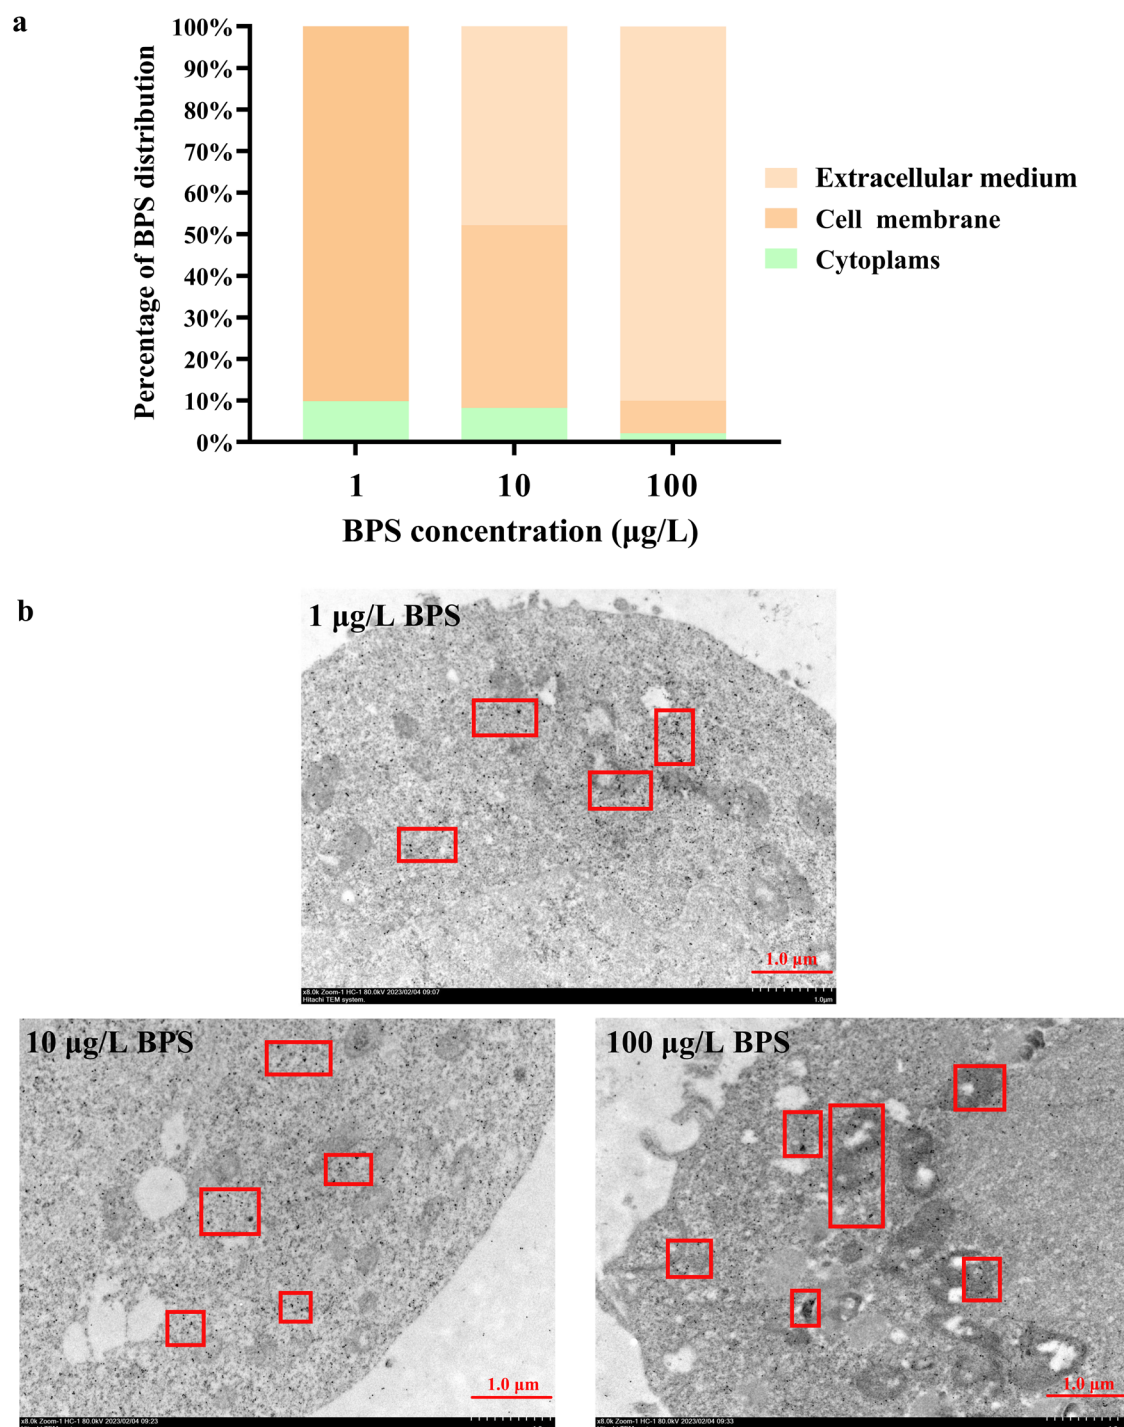 a
100%
90%
80%
70%
60%
50%
40%
30%
20%
10%
0%
Percentage of BPS distribution
1
10
100
BPS concentration (μg/L)
Extracellular medium
Cell membrane
Cytoplams
b
1 μg/L BPS
1.0 μm
x8.0k Zoom-1 HC-1 80.0kV 2023/02/04 09:07
Hitachi TEM system.
1.0μm
10 μg/L BPS
1.0 μm
x8.0k Zoom-1 HC-1 80.0kV 2023/02/04 09:23
100 μg/L BPS
1.0 μm
x8.0k Zoom-1 HC-1 80.0kV 2023/02/04 09:33